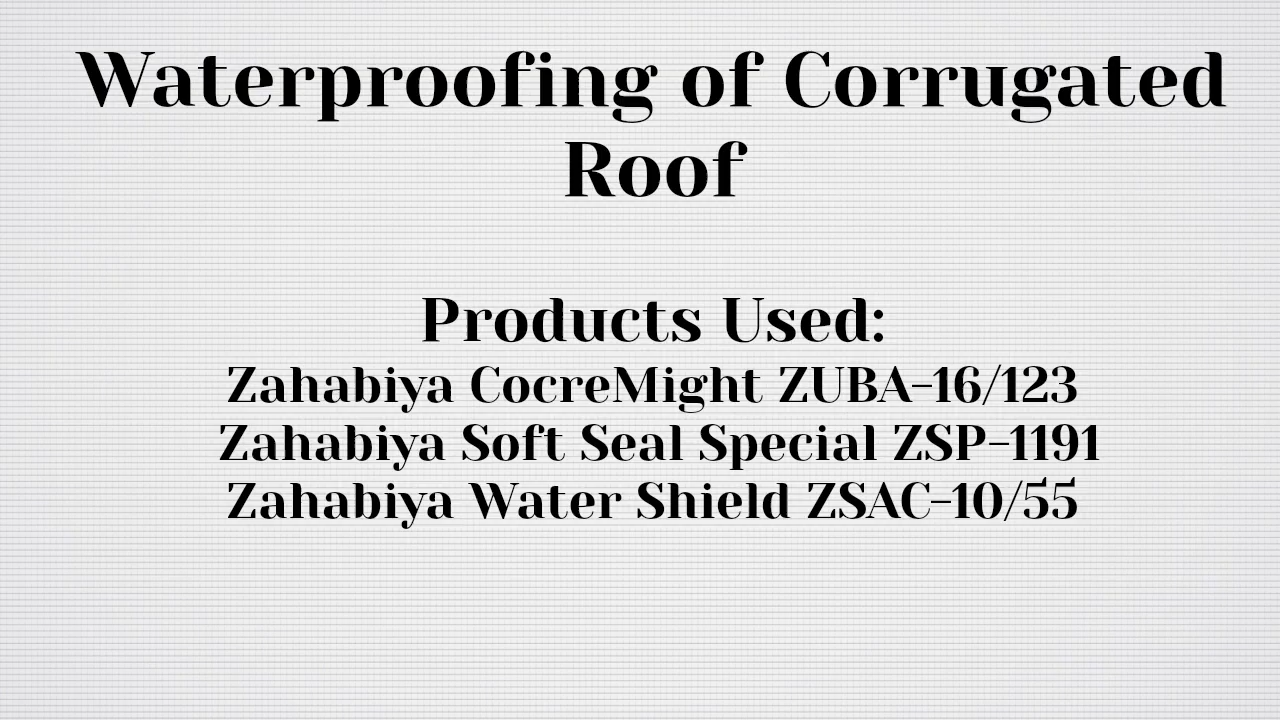 Waterproofing of Corrugated
Roof
Products Used:
Zahabiya CocreMight ZUBA-16/123
Zahabiya Soft Seal Special ZSP-1191
Zahabiya Water Shield ZSAC-10/55